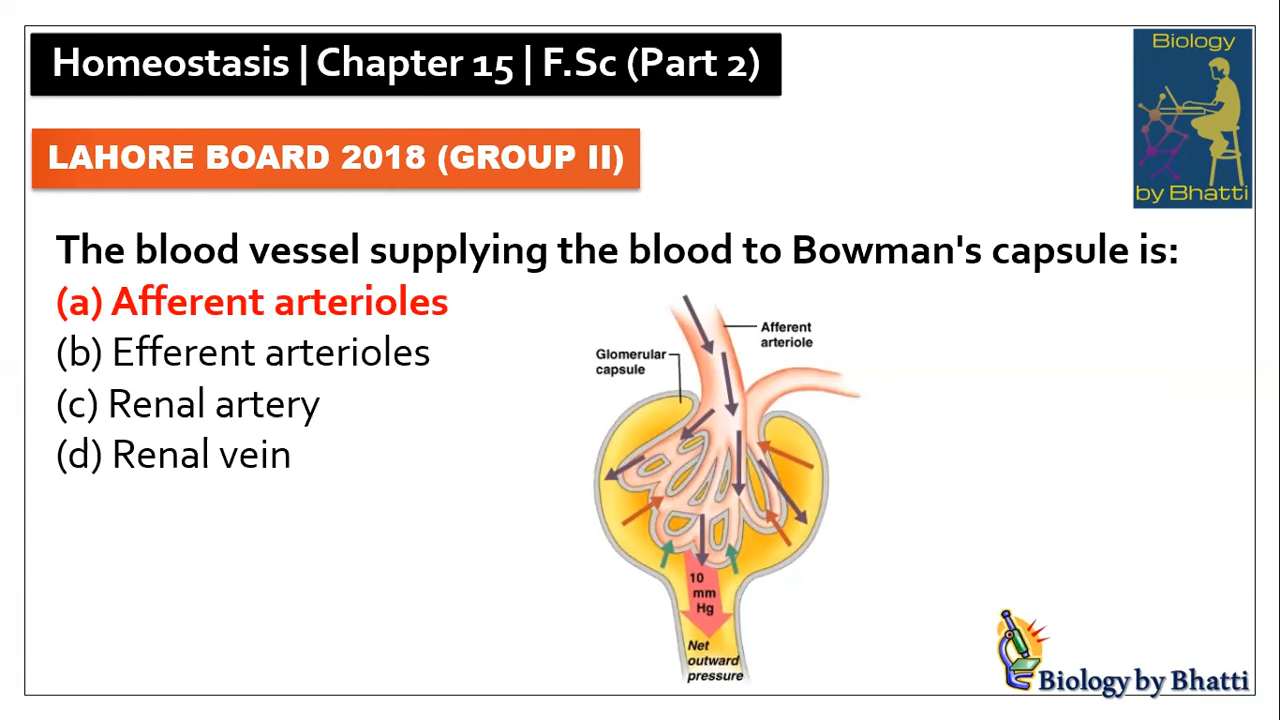 Homeostasis | Chapter 15 | F.Sc (Part 2)
Biology
by Bhatti
LAHORE BOARD 2018 (GROUP II)
The blood vessel supplying the blood to Bowman's capsule is:
(a) Afferent arterioles
(b) Efferent arterioles
(c) Renal artery
(d) Renal vein
Afferent
arteriole
Glomerular
capsule
10
mm
Hg
Net
outward
pressure
Biology by Bhatti